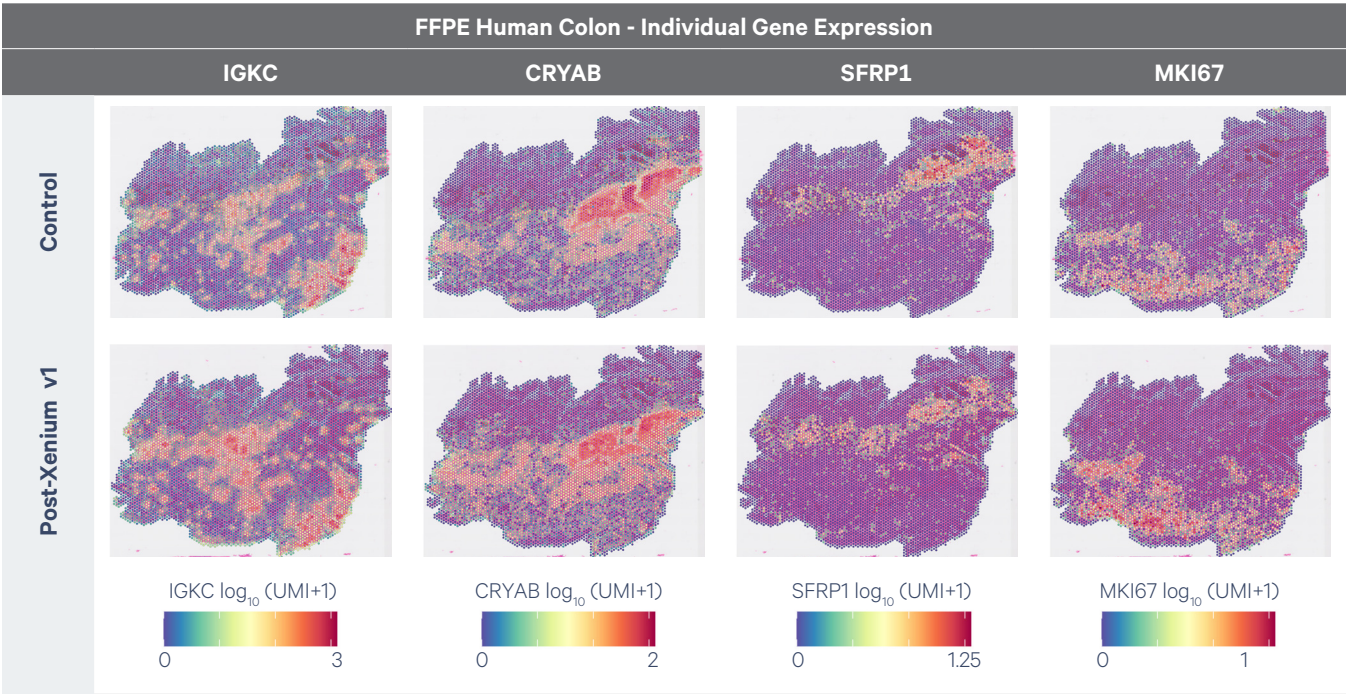 FFPE Human Colon - Individual Gene Expression
IGKC CRYAB SFRP1 MKI67
Control
Post-Xenium v1
IGKC log₁₀ (UMI+1) CRYAB log₁₀ (UMI+1) SFRP1 log₁₀ (UMI+1) MKI67 log₁₀ (UMI+1)
0 3 0 2 0 1.25 0 1